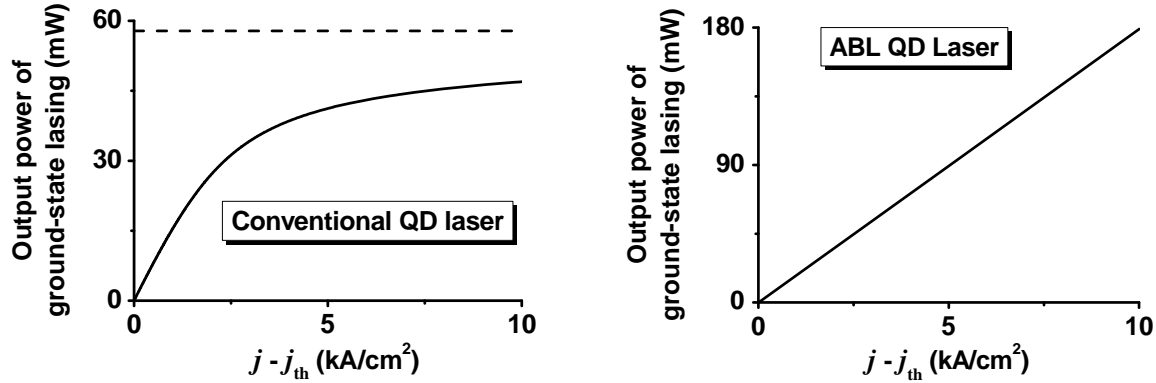 Output power of
ground-state lasing (mW)
60
30
0
Conventional QD laser
0
5
10
j - jth (kA/cm2)
Output power of
ground-state lasing (mW)
180
90
0
ABL QD Laser
0
5
10
j - jth (kA/cm2)